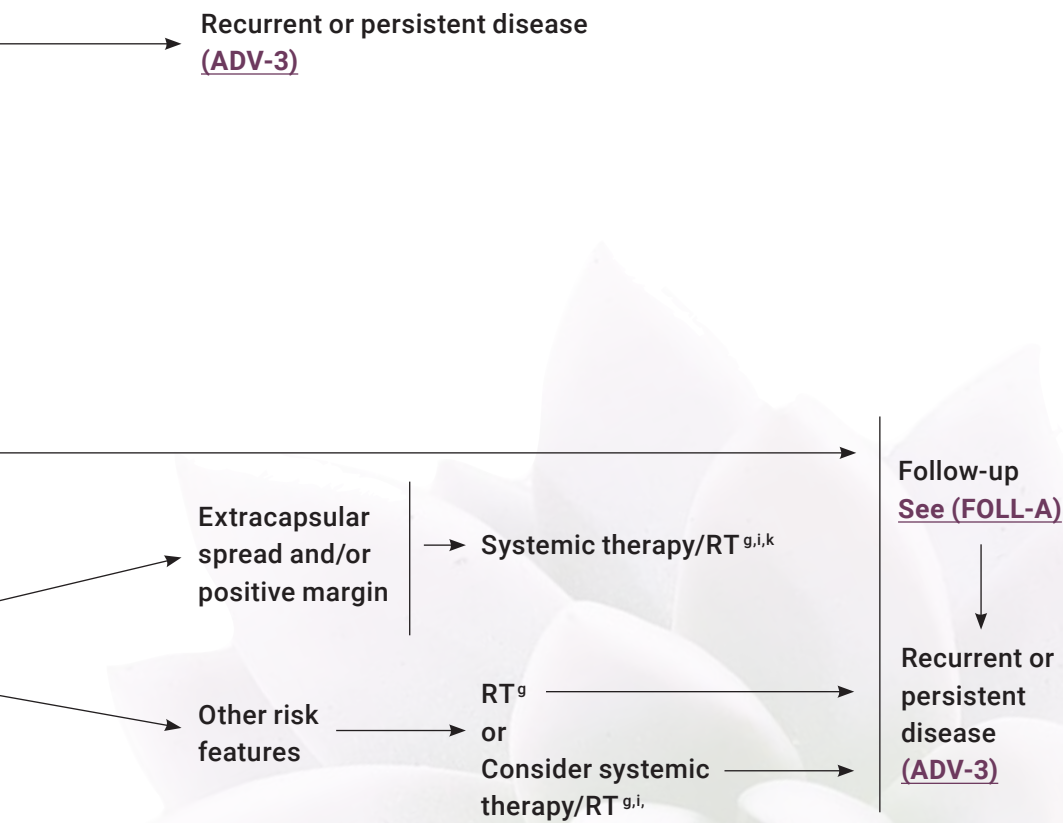 Recurrent or persistent disease
(ADV-3)
Extracapsular
spread and/or
positive margin
Systemic therapy/RT g,i,k
Other risk
features
RT g
or
Consider systemic
therapy/RT g,i,
Follow-up
See (FOLL-A)
Recurrent or
persistent
disease
(ADV-3)